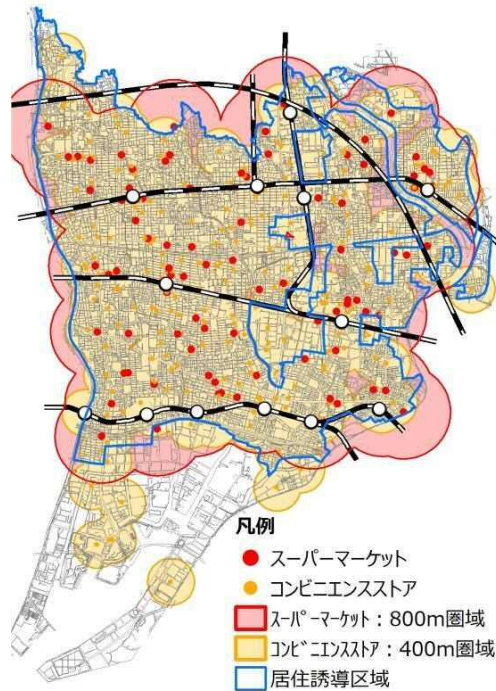 凡例
スーパーマーケット
コンビニエンスストア
スーパーマーケット：800m圏域
コンビニエンスストア：400m圏域
居住誘導区域